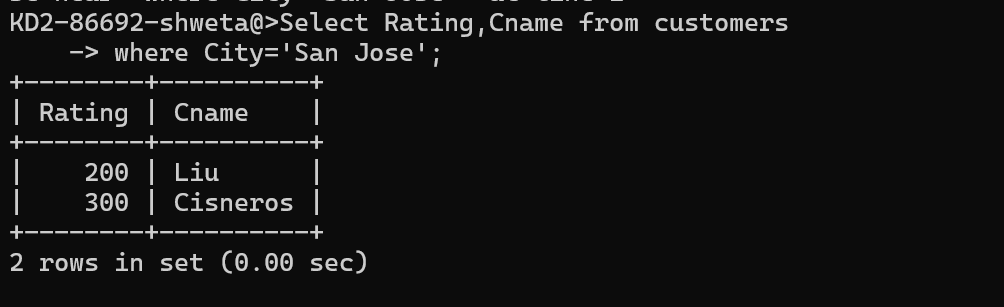 KD2-86692-shweta@>Select Rating,Cname from customers
    -> where City='San Jose';
+--------+----------+
| Rating | Cname    |
+--------+----------+
|    200 | Liu      |
|    300 | Cisneros |
+--------+----------+
2 rows in set (0.00 sec)